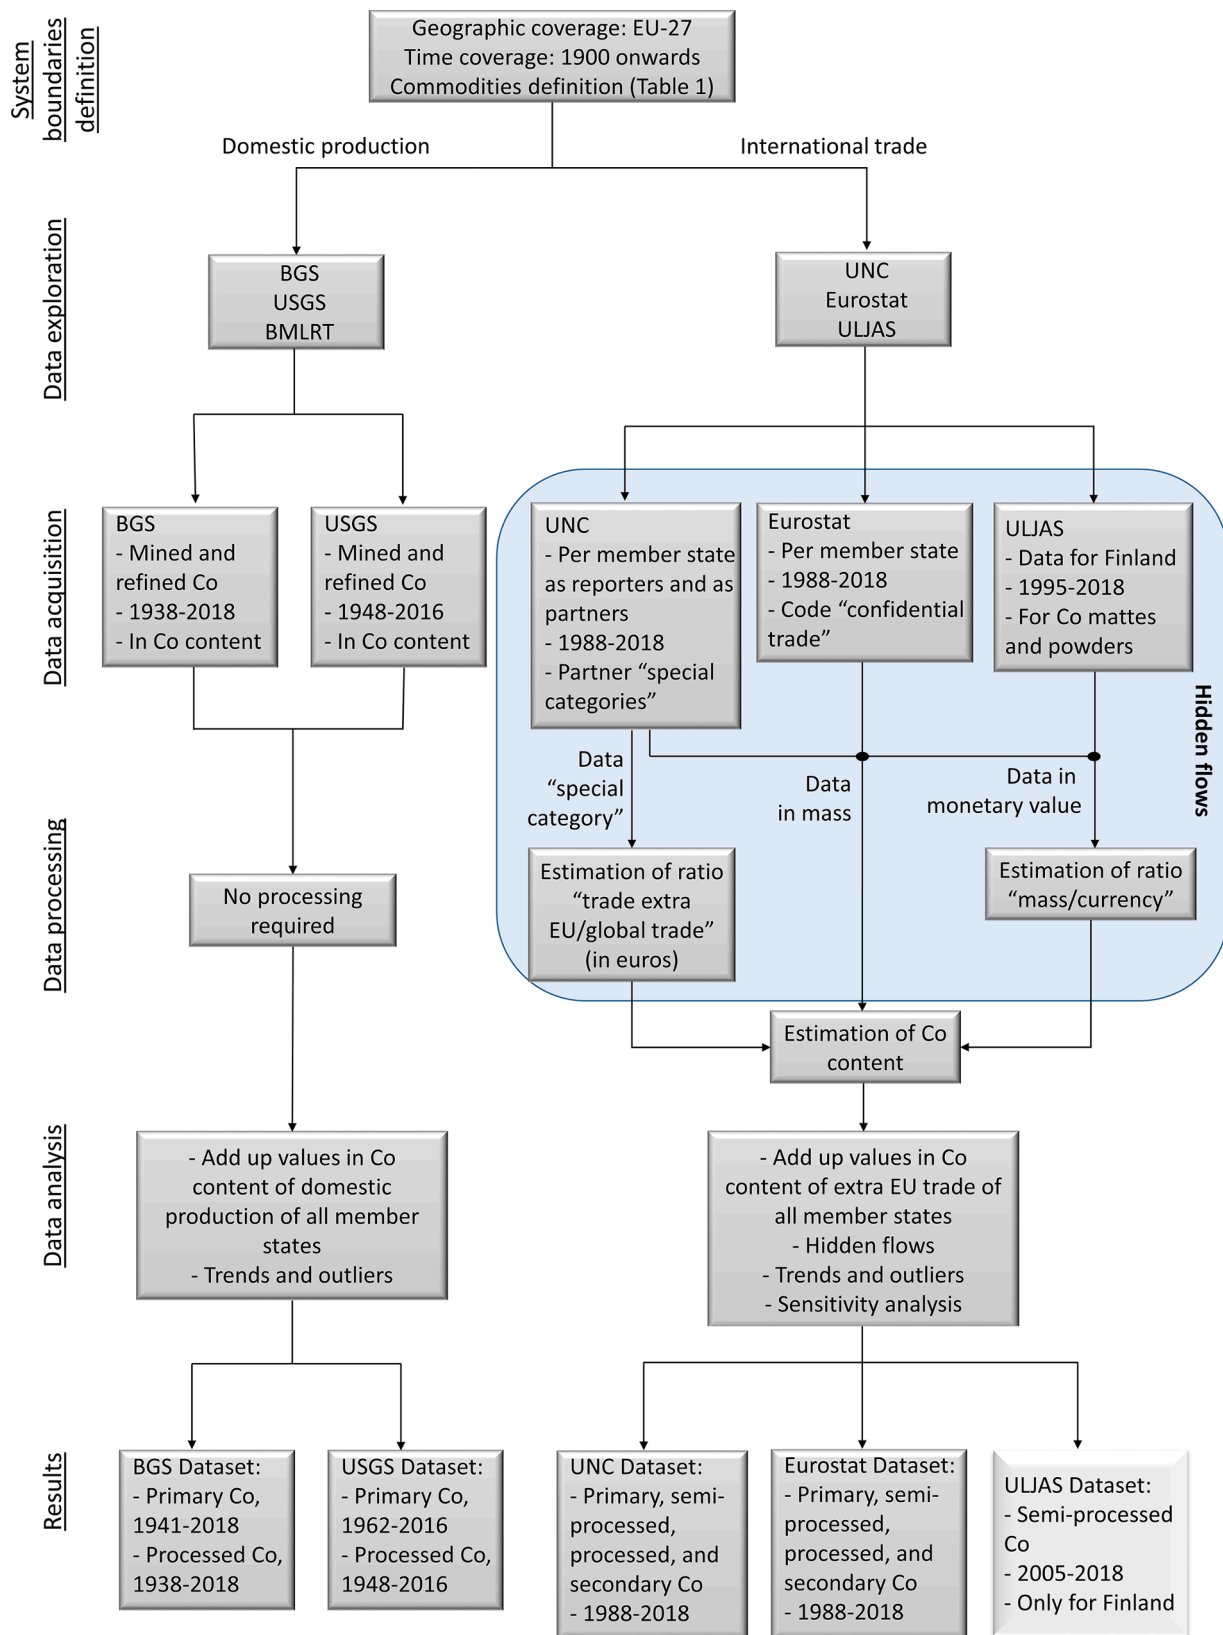 System
boundaries
definition
Geographic coverage: EU-27
Time coverage: 1900 onwards
Commodities definition (Table 1)
Domestic production
International trade
Data exploration
BGS
USGS
BMLRT
UNC
Eurostat
ULJAS
Data acquisition
BGS
- Mined and
refined Co
- 1938-2018
- In Co content
USGS
- Mined and
refined Co
- 1948-2016
- In Co content
UNC
- Per member state
as reporters and as
partners
- 1988-2018
- Partner “special
categories”
Eurostat
- Per member state
- 1988-2018
- Code “confidential
trade”
ULJAS
- Data for Finland
- 1995-2018
- For Co mattes
and powders
Hidden flows
Data
“special
category”
Data
in mass
Data in
monetary value
Data processing
No processing
required
Estimation of ratio
“trade extra
EU/global trade”
(in euros)
Estimation of ratio
“mass/currency”
Estimation of Co
content
Data analysis
- Add up values in Co
content of domestic
production of all member
states
- Trends and outliers
- Add up values in Co
content of extra EU trade of
all member states
- Hidden flows
- Trends and outliers
- Sensitivity analysis
Results
BGS Dataset:
- Primary Co,
1941-2018
- Processed Co,
1938-2018
USGS Dataset:
- Primary Co,
1962-2016
- Processed Co,
1948-2016
UNC Dataset:
- Primary, semi-
processed,
processed, and
secondary Co
- 1988-2018
Eurostat Dataset:
- Primary, semi-
processed,
processed, and
secondary Co
- 1988-2018
ULJAS Dataset:
- Semi-processed
Co
- 2005-2018
- Only for Finland